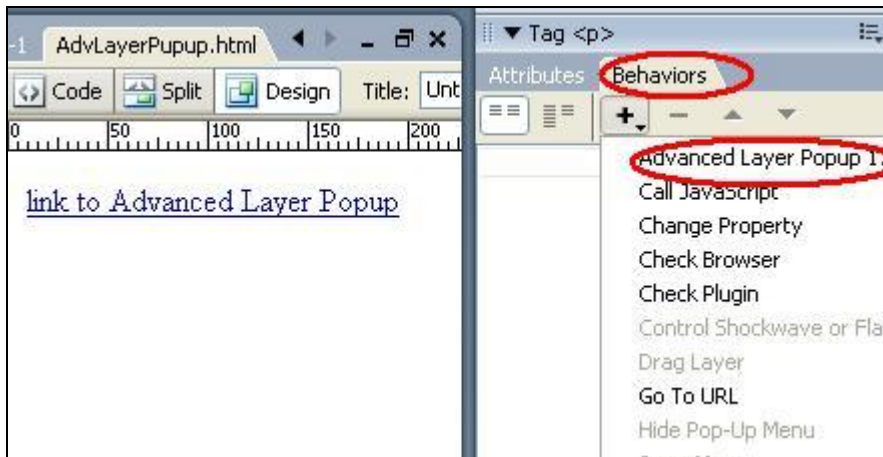 -1 AdvLayerPupup.html
Code Split Design Title: Unt
0 50 100 150 200
link to Advanced Layer Popup
Tag <p>
Attributes Behaviors
Advanced Layer Popup 1.
Call JavaScript
Change Property
Check Browser
Check Plugin
Control Shockwave or Fla
Drag Layer
Go To URL
Hide Pop-Up Menu